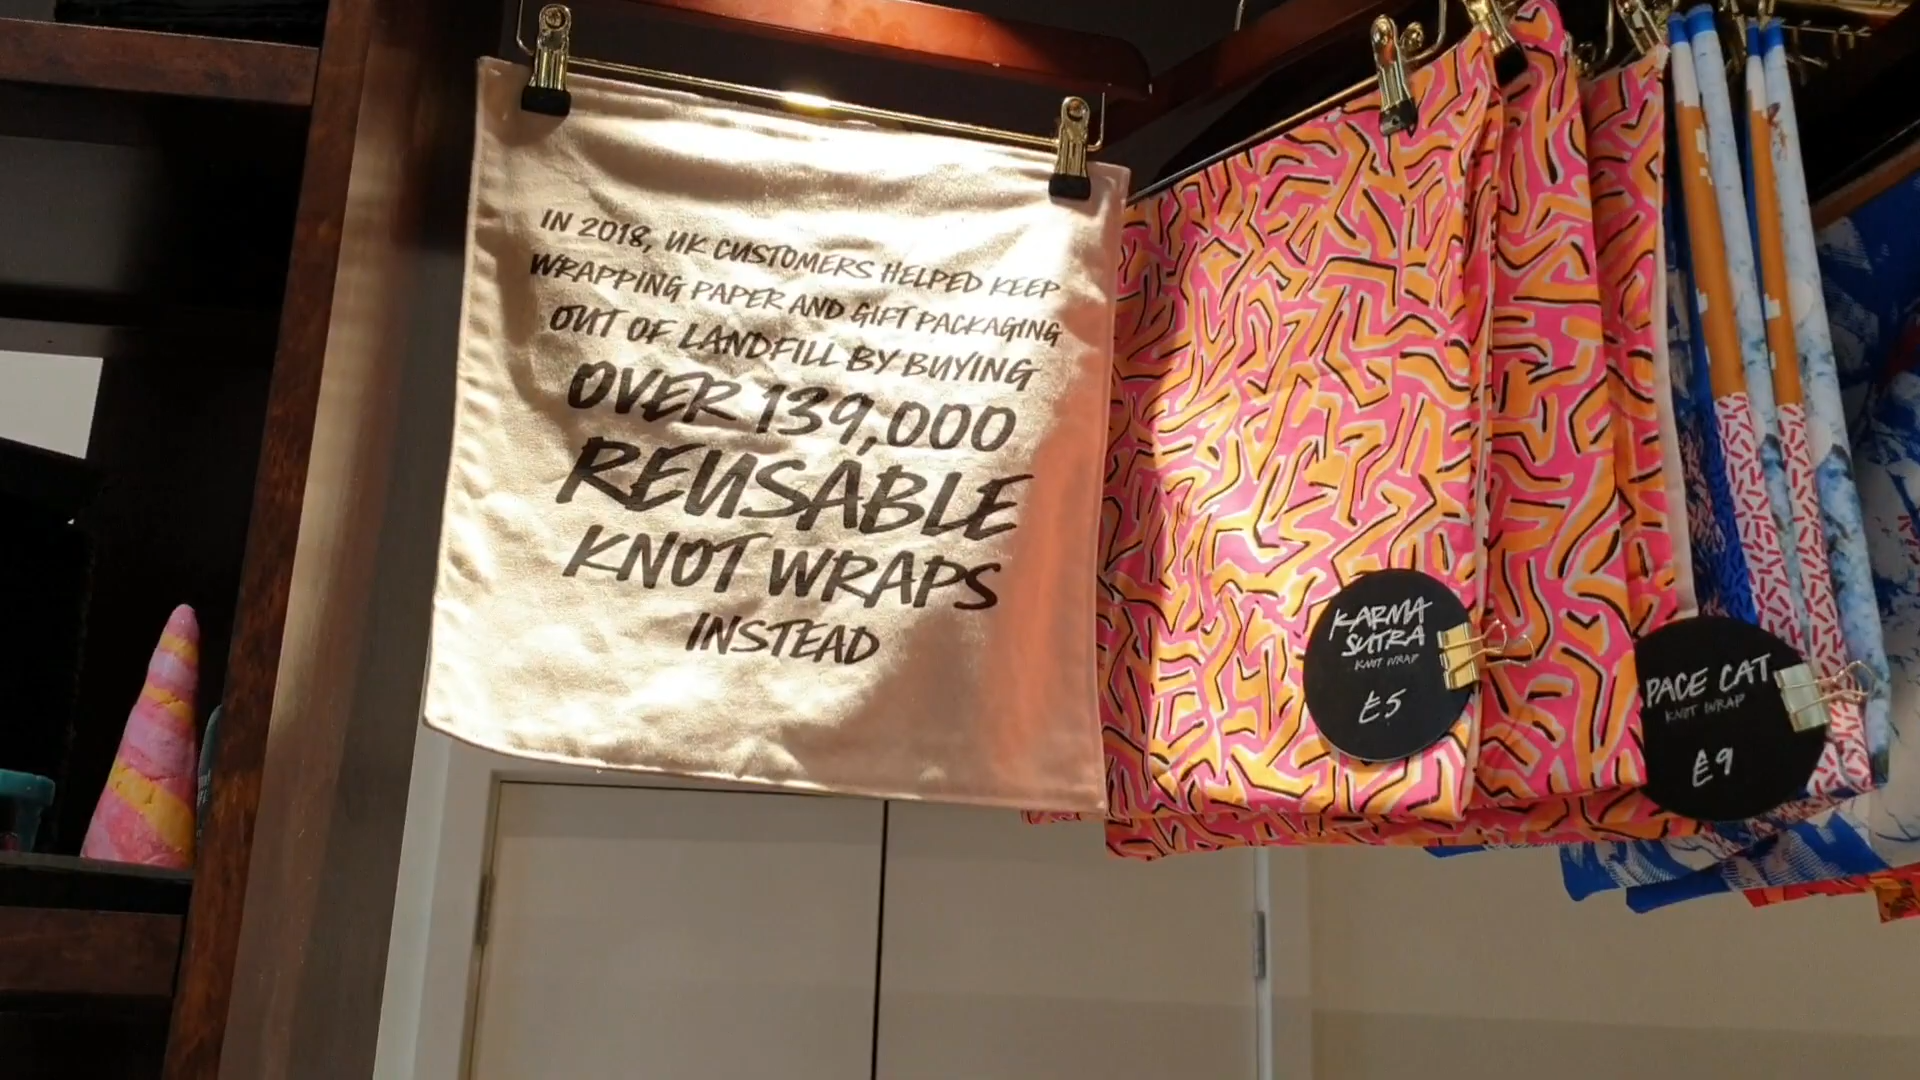 IN 2018, UK CUSTOMERS HELPED KEEP
WRAPPING PAPER AND GIFT PACKAGING
OUT OF LANDFILL BY BUYING
OVER 139,000
REUSABLE
KNOT WRAPS
INSTEAD
KARMA
SUTRA
KNOT WRAP
£5
PACE CAT
KNOT WRAP
£9